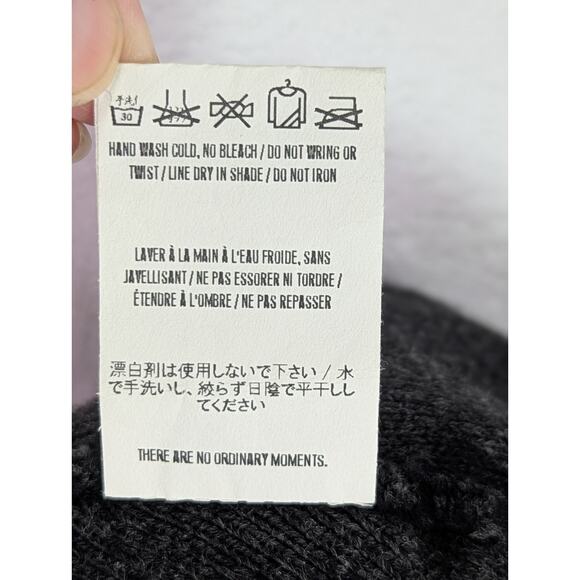 手洗イ
30
HAND WASH COLD, NO BLEACH / DO NOT WRING OR
TWIST / LINE DRY IN SHADE / DO NOT IRON
LAVER À LA MAIN À L'EAU FROIDE, SANS
JAVELLISANT / NE PAS ESSORER NI TORDRE /
ÉTENDRE À L'OMBRE / NE PAS REPASSER
漂白剤は使用しないで下さい / 水
で手洗いし、絞らず日陰で平干しし
てください
THERE ARE NO ORDINARY MOMENTS.